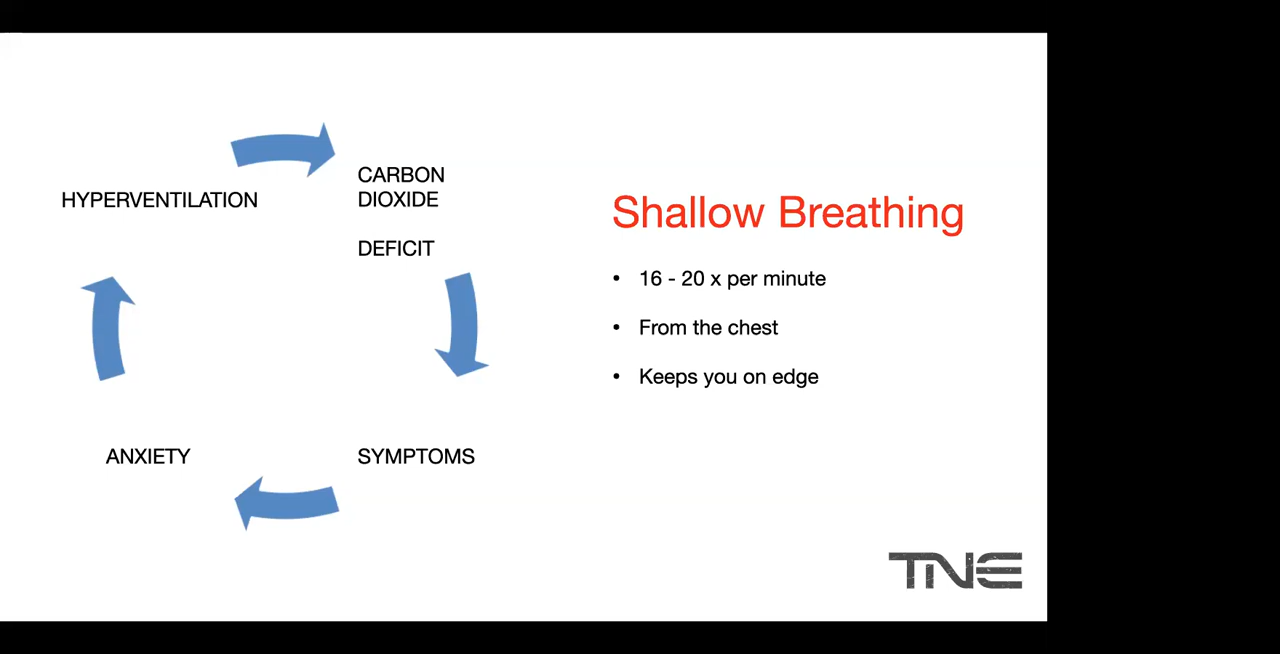 HYPERVENTILATION
CARBON
DIOXIDE
DEFICIT
SYMPTOMS
ANXIETY
Shallow Breathing
• 16 - 20 x per minute
• From the chest
• Keeps you on edge
TNE